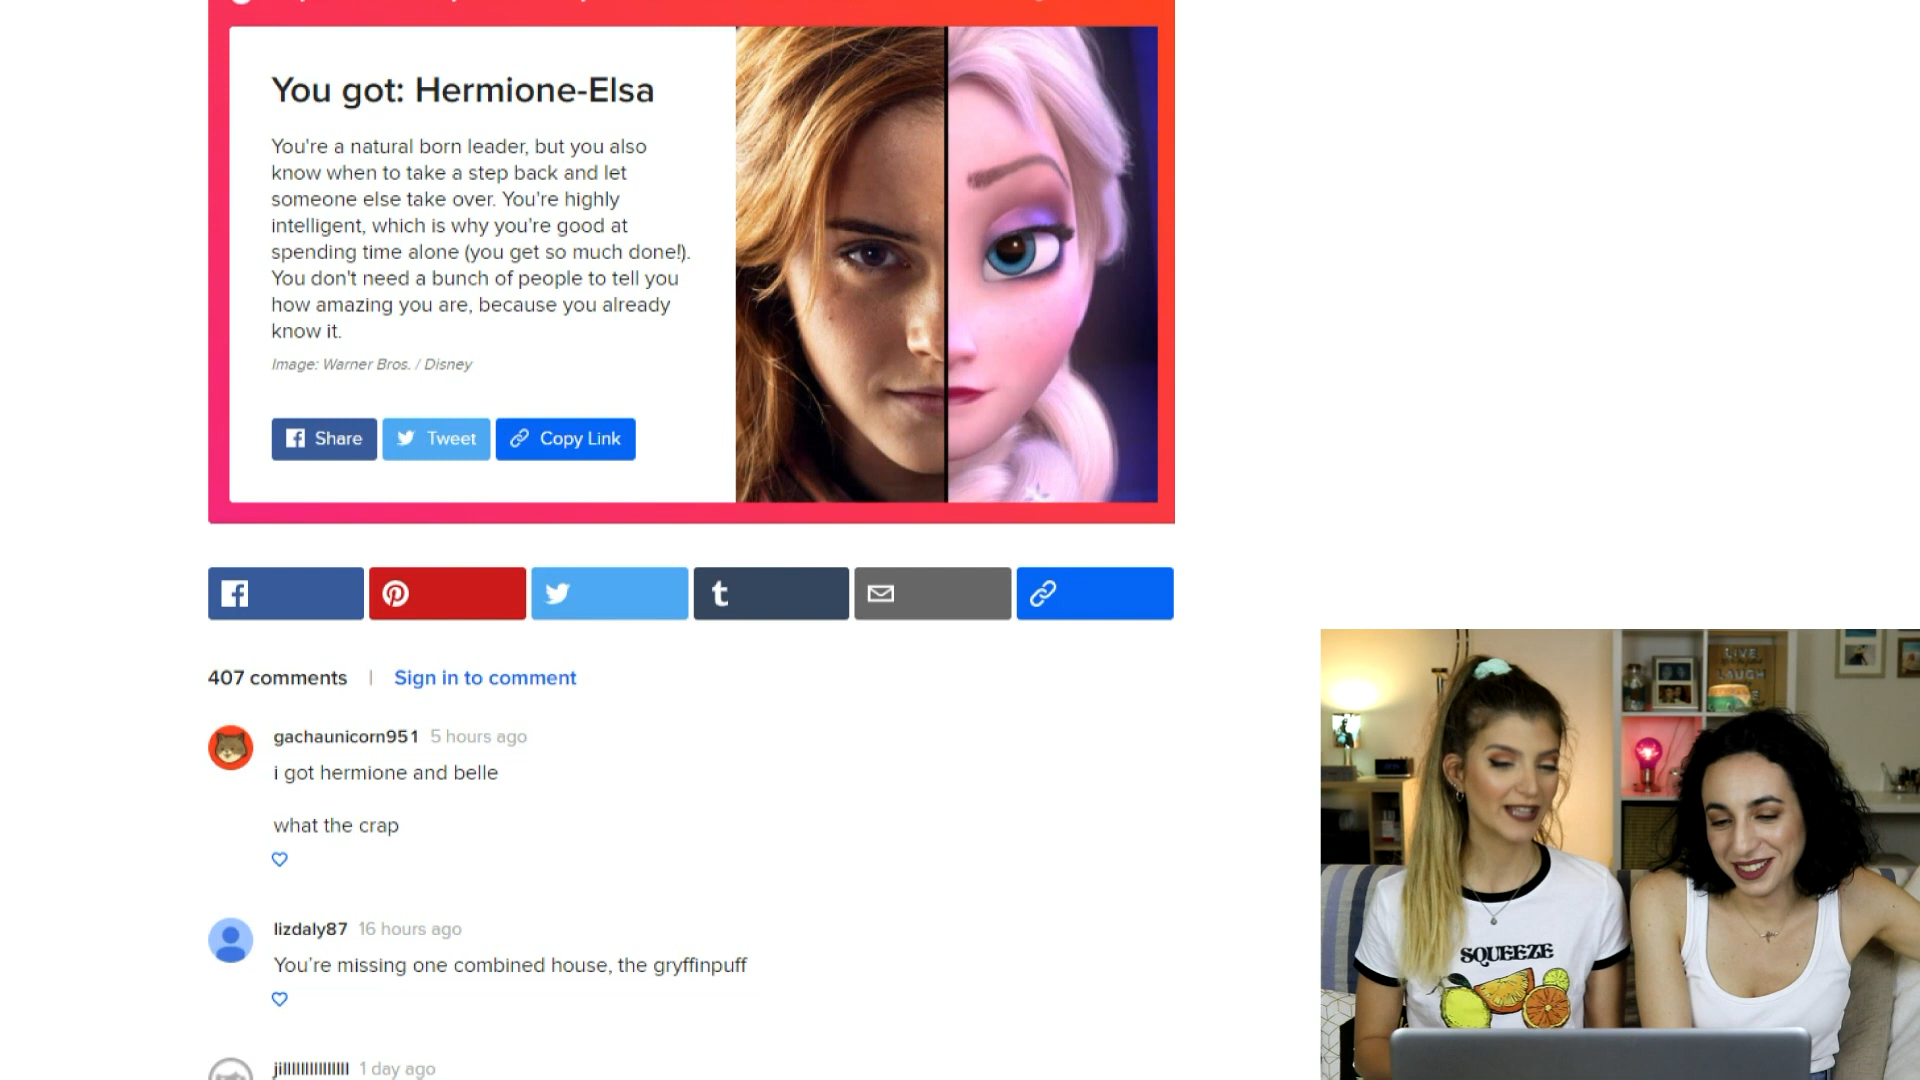 You got: Hermione-Elsa
You're a natural born leader, but you also
know when to take a step back and let
someone else take over. You're highly
intelligent, which is why you're good at
spending time alone (you get so much done!).
You don't need a bunch of people to tell you
how amazing you are, because you already
know it.
Image: Warner Bros. / Disney
Share Tweet Copy Link
407 comments | Sign in to comment
gachaunicorn951 5 hours ago
i got hermione and belle
what the crap
lizdaly87 16 hours ago
You’re missing one combined house, the gryffinpuff
1 day ago
LIVE
LAUGH
SQUEEZE